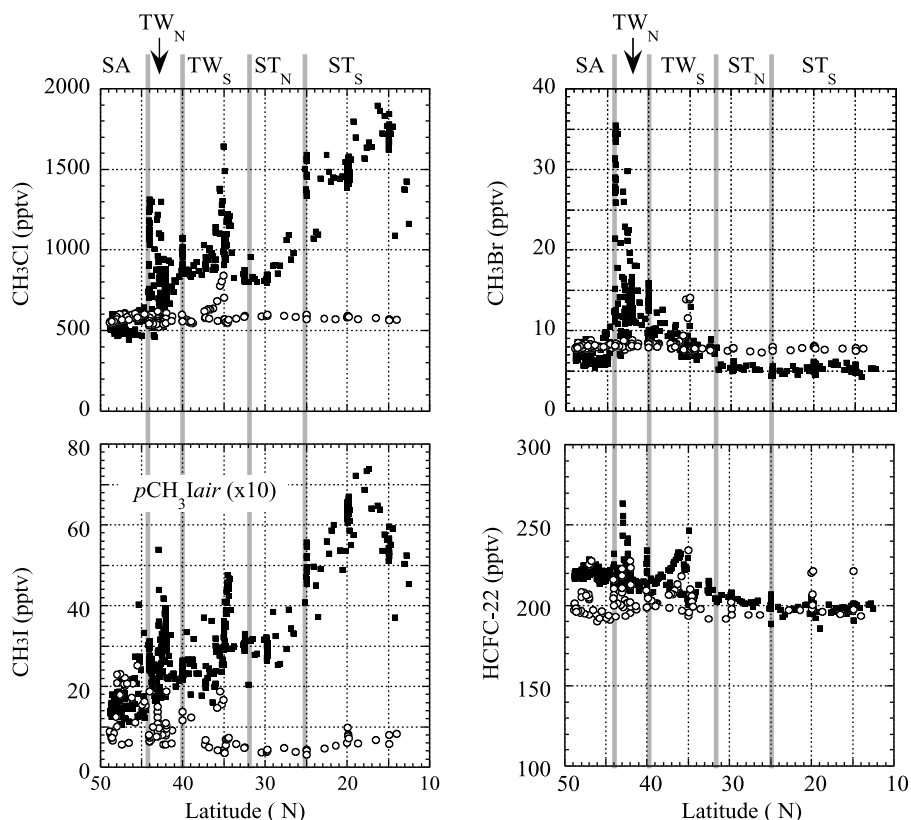 TW_N TW_N
SA TW_S ST_N ST_S SA TW_S ST_N ST_S
2000
1500
1000
500
0
CH3Cl (pptv)
40
30
20
10
0
CH3Br (pptv)
80
60
40
20
0
CH3I (pptv)
pCH3Iair (x10)
50 40 30 20 10
Latitude ( N)
300
250
200
150
100
HCFC-22 (pptv)
50 40 30 20 10
Latitude ( N)